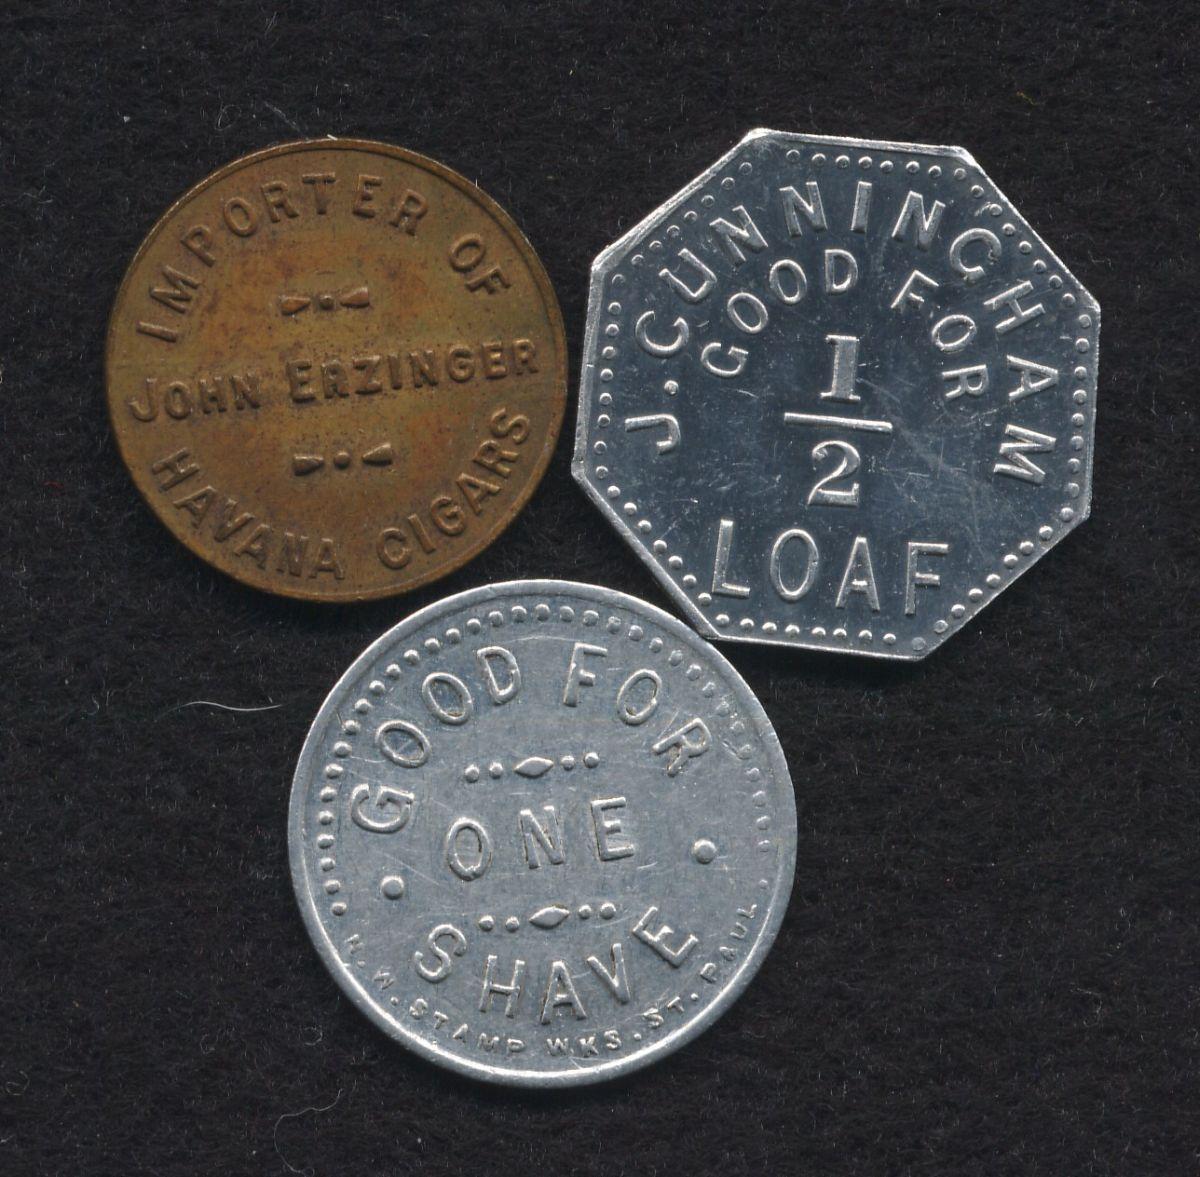 IMPORTER OF
JOHN ERZINGER
HAVANA CIGARS
J. CUNNINGHAM
GOOD FOR
1/2
LOAF
GOOD FOR
ONE
SHAVE
N. W. STAMP WKS. ST. PAUL.